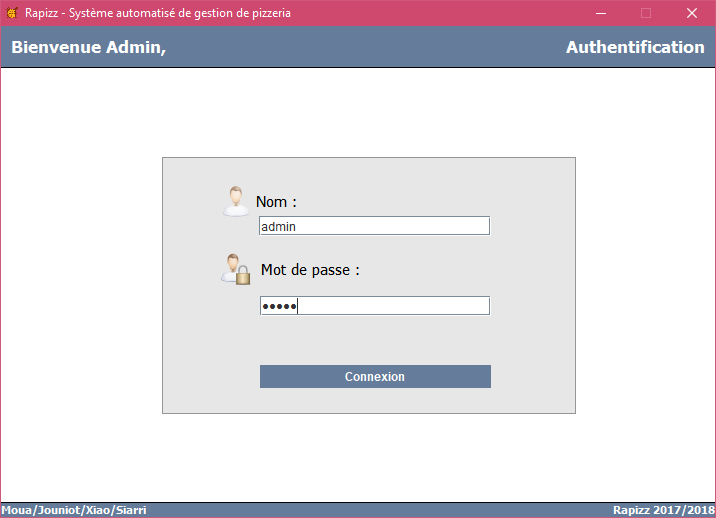 Rapizz - Système automatisé de gestion de pizzeria
Bienvenue Admin, Authentification
Nom :
admin
Mot de passe :
•••••
Connexion
Moua/Jouniot/Xiao/Siarri Rapizz 2017/2018